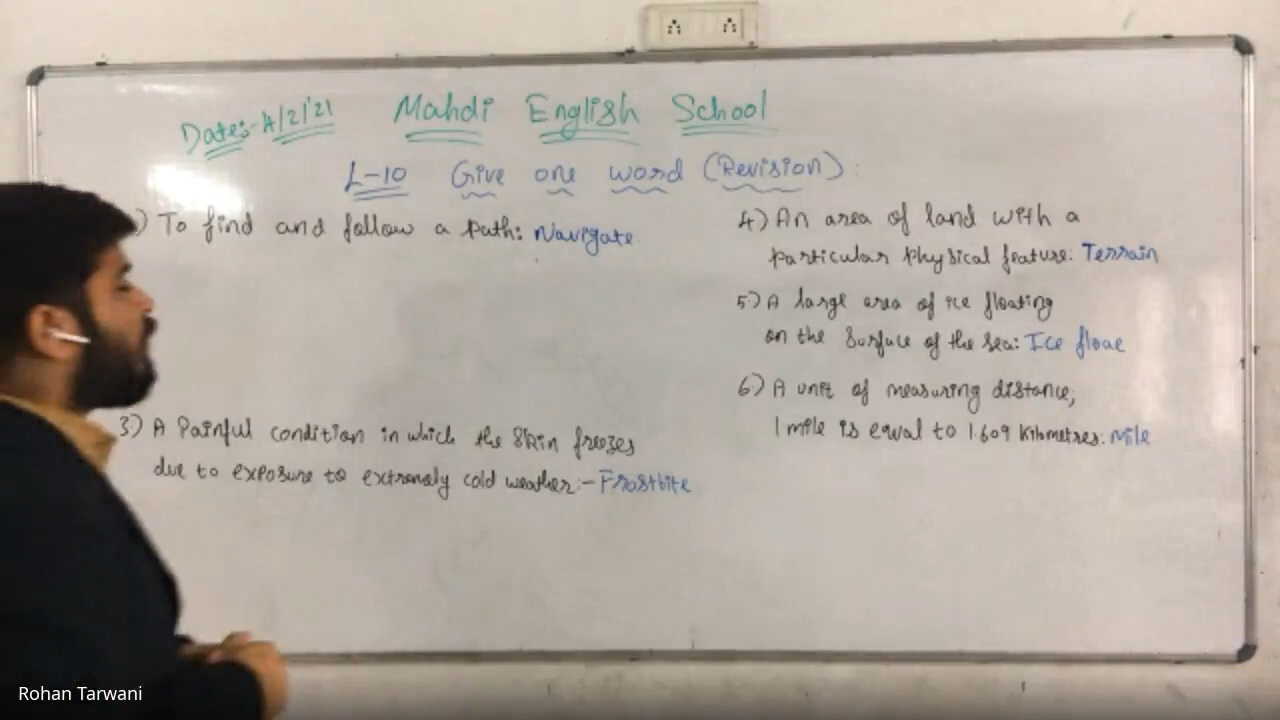 Date:- 4/2/'21 Mahdi English School
L-10 Give one word (Revision):
) To find and follow a path: Navigate
3) A Painful condition in which the Skin freezes
due to exposure to extremely cold weather:- Frostbite
4) An area of land with a
particular physical feature: Terrain
5) A large area of ice floating
on the Surface of the sea: Ice floae
6) A unit of measuring distance,
1 mile is equal to 1.609 Kilometres: Mile
Rohan Tarwani